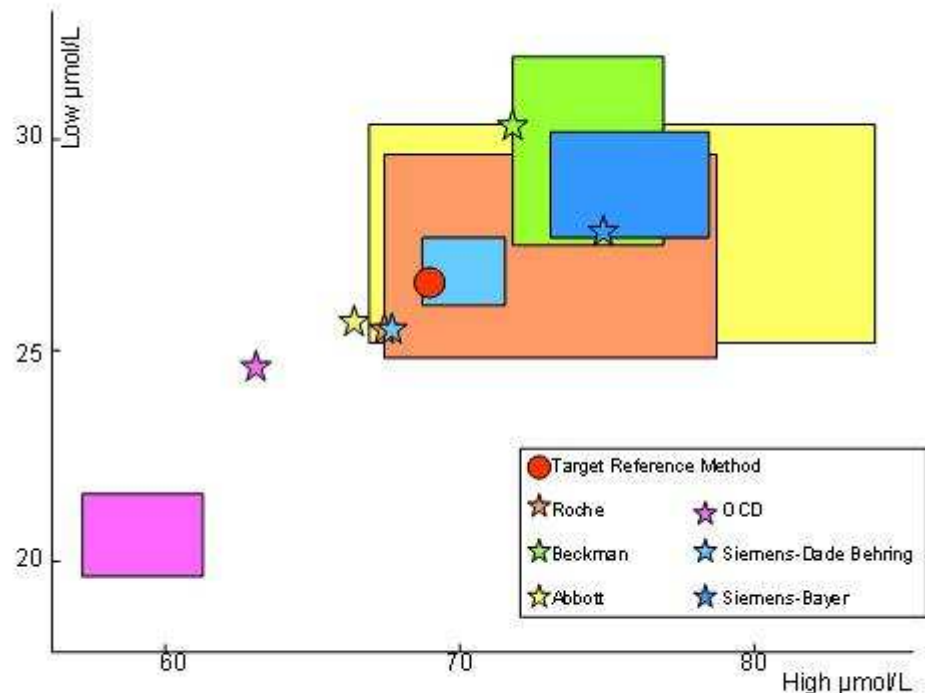 Low µmol/L
30
25
20
60
70
80
High µmol/L
Target Reference Method
Roche
OCD
Beckman
Siemens-Dade Behring
Abbott
Siemens-Bayer